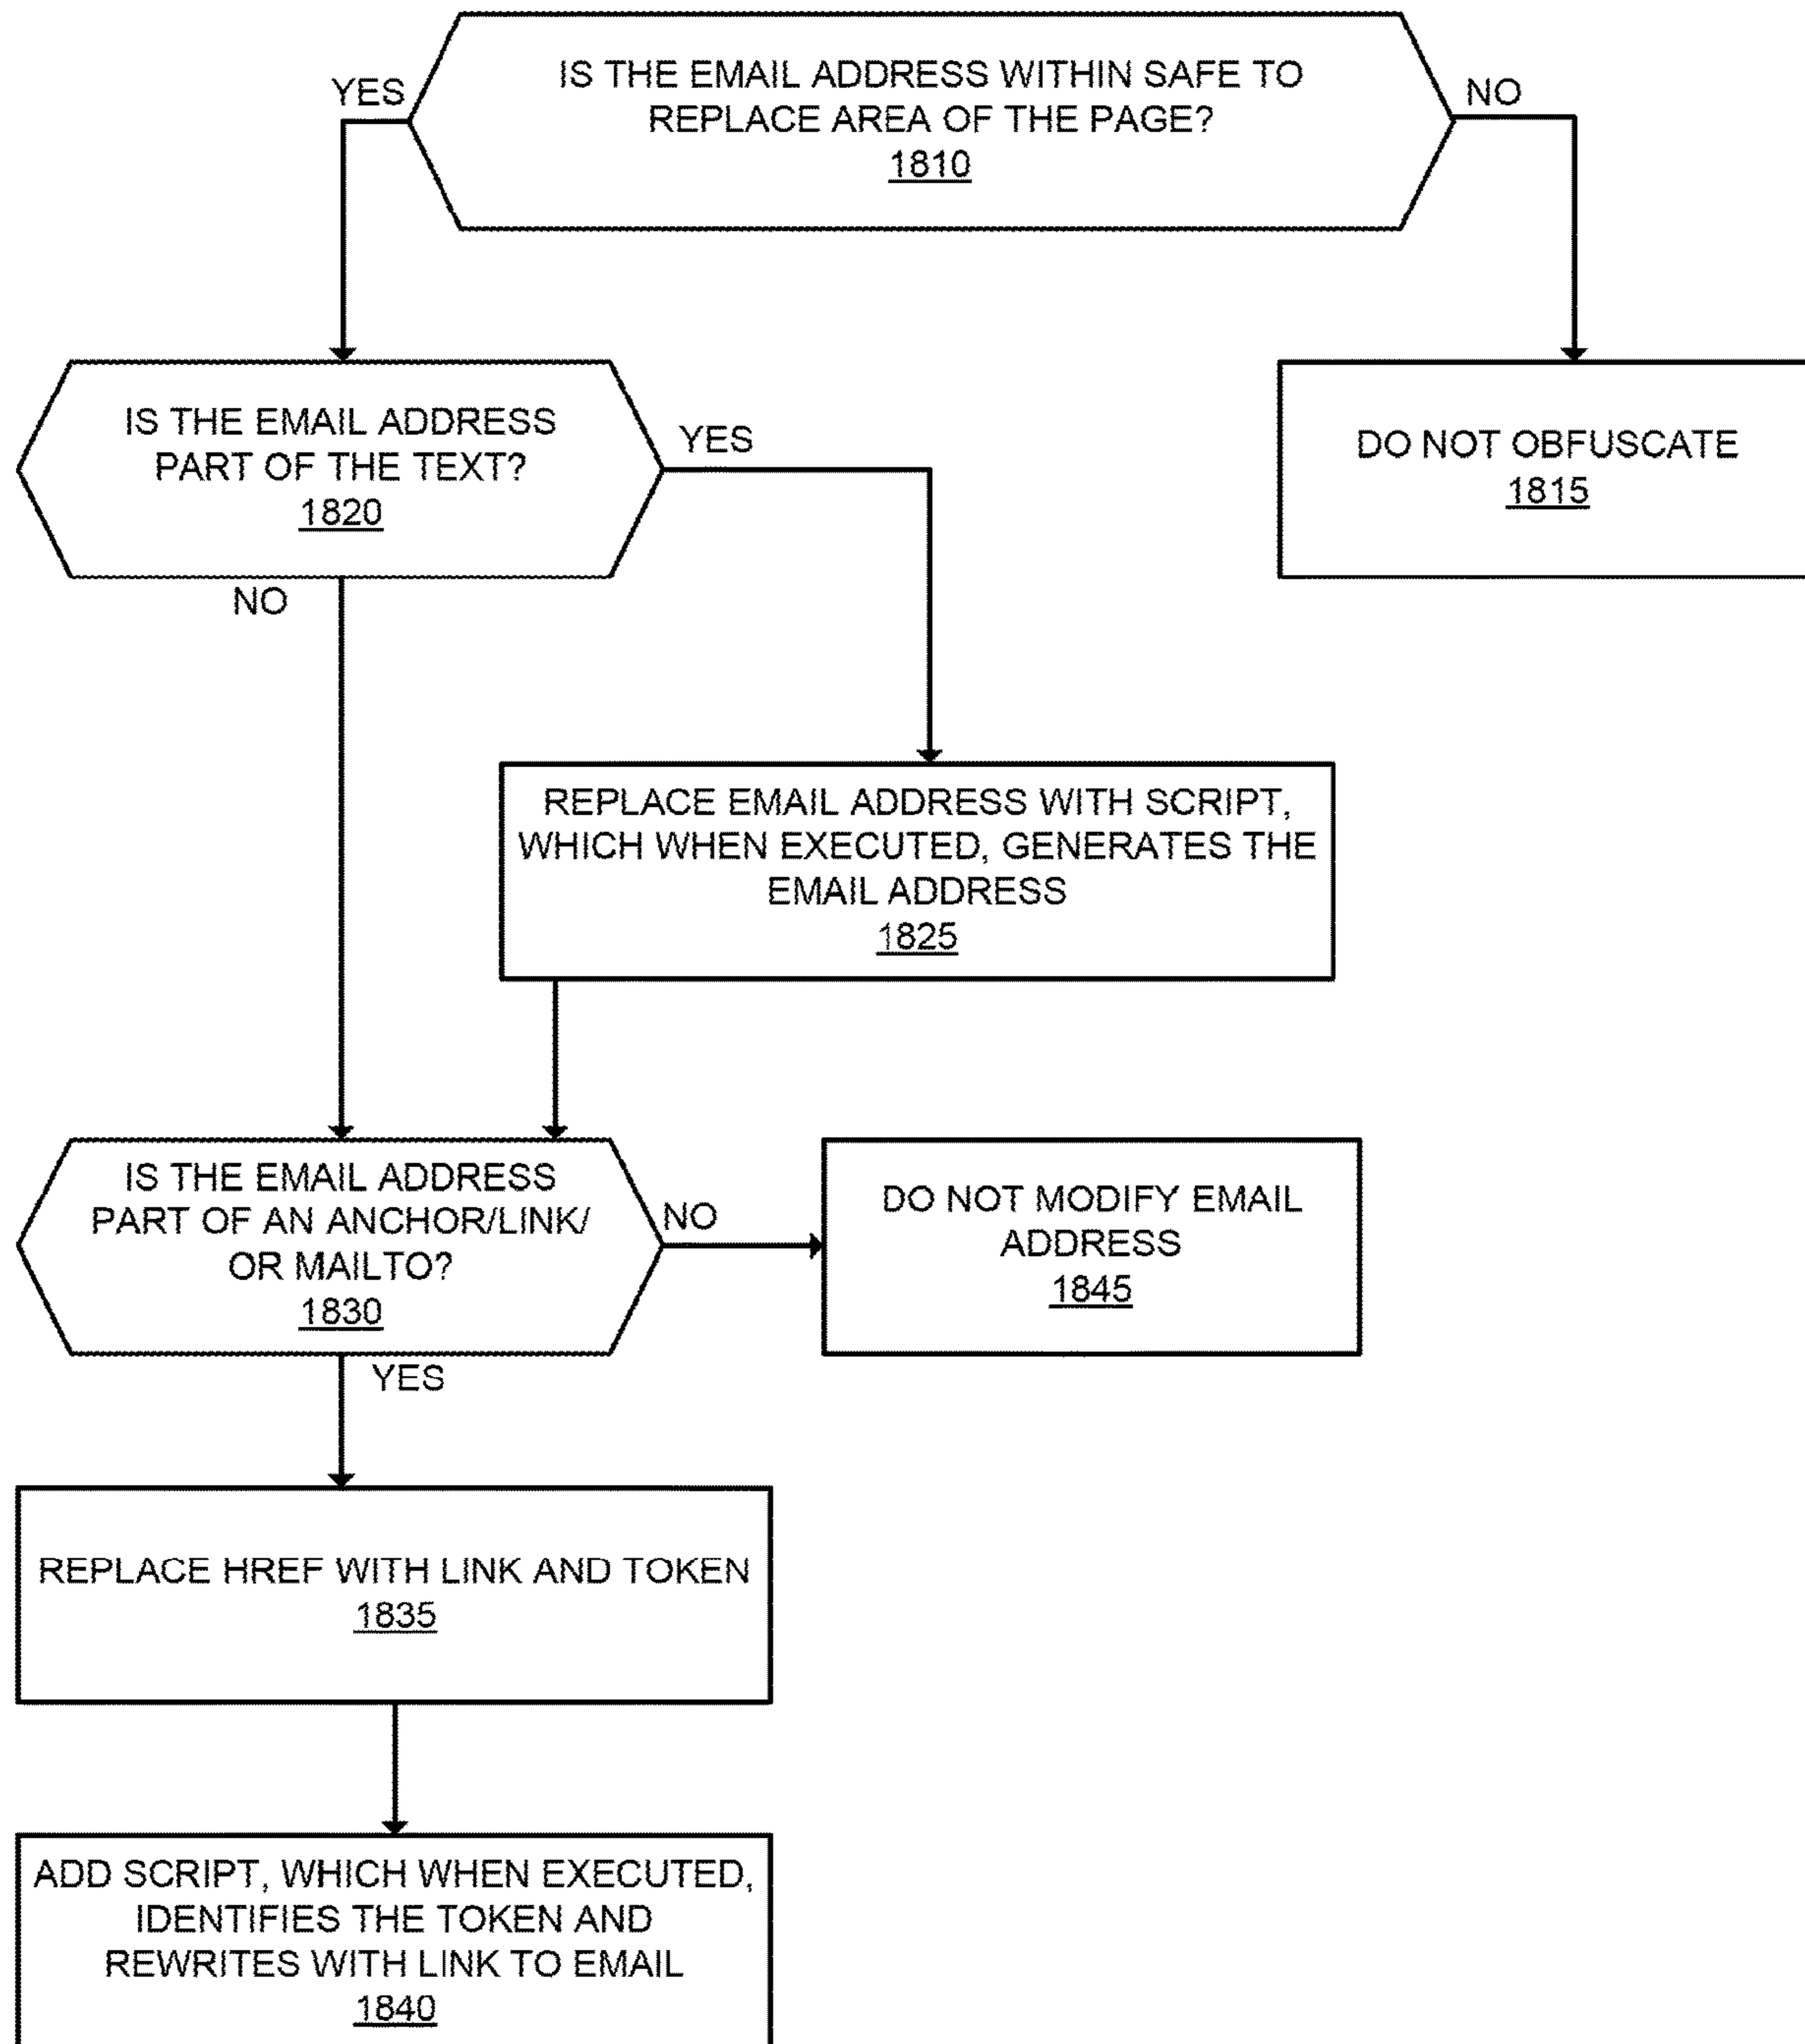 IS THE EMAIL ADDRESS WITHIN SAFE TO
REPLACE AREA OF THE PAGE?
1810
YES
NO
IS THE EMAIL ADDRESS
PART OF THE TEXT?
1820
YES
NO
DO NOT OBFUSCATE
1815
REPLACE EMAIL ADDRESS WITH SCRIPT,
WHICH WHEN EXECUTED, GENERATES THE
EMAIL ADDRESS
1825
IS THE EMAIL ADDRESS
PART OF AN ANCHOR/LINK/
OR MAILTO?
1830
NO
YES
DO NOT MODIFY EMAIL
ADDRESS
1845
REPLACE HREF WITH LINK AND TOKEN
1835
ADD SCRIPT, WHICH WHEN EXECUTED,
IDENTIFIES THE TOKEN AND
REWRITES WITH LINK TO EMAIL
1840